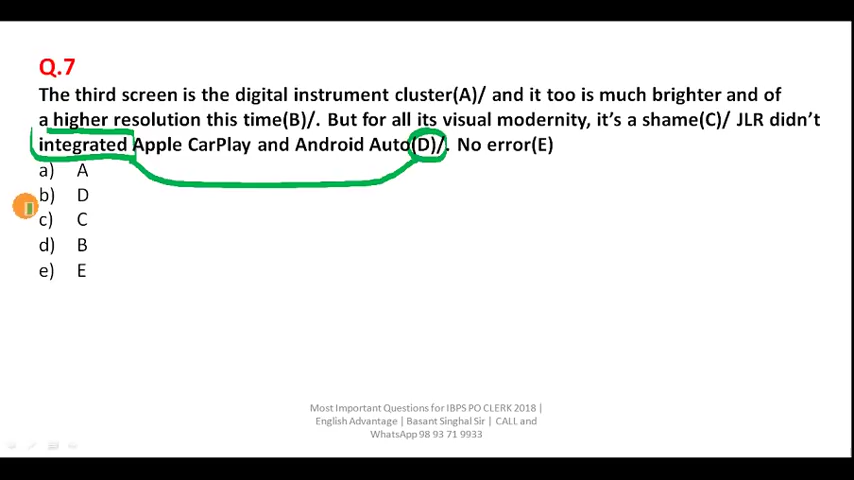 Q.7
The third screen is the digital instrument cluster(A)/ and it too is much brighter and of
a higher resolution this time(B)/. But for all its visual modernity, it's a shame(C)/ JLR didn't
integrated Apple CarPlay and Android Auto(D)/. No error(E)
a) A
b) D
c) C
d) B
e) E
Most Important Questions for IBPS PO CLERK 2018 |
English Advantage | Basant Singhal Sir | CALL and
WhatsApp 98 93 71 9933